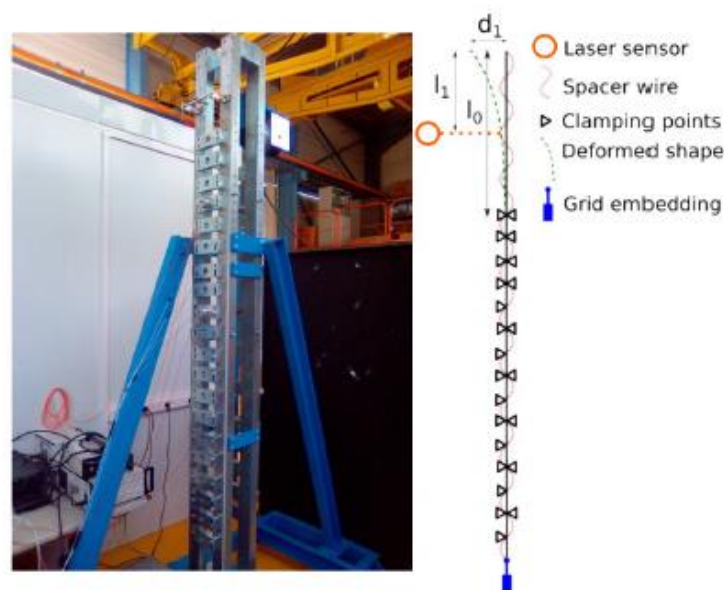 d₁
l₁
l₀
Laser sensor
Spacer wire
Clamping points
Deformed shape
Grid embedding